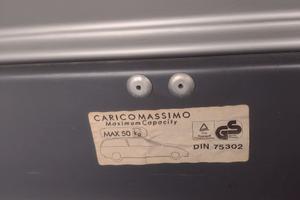 CARICO MASSIMO
Maximum Capacity
MAX 50 kg
GS
DIN 75302